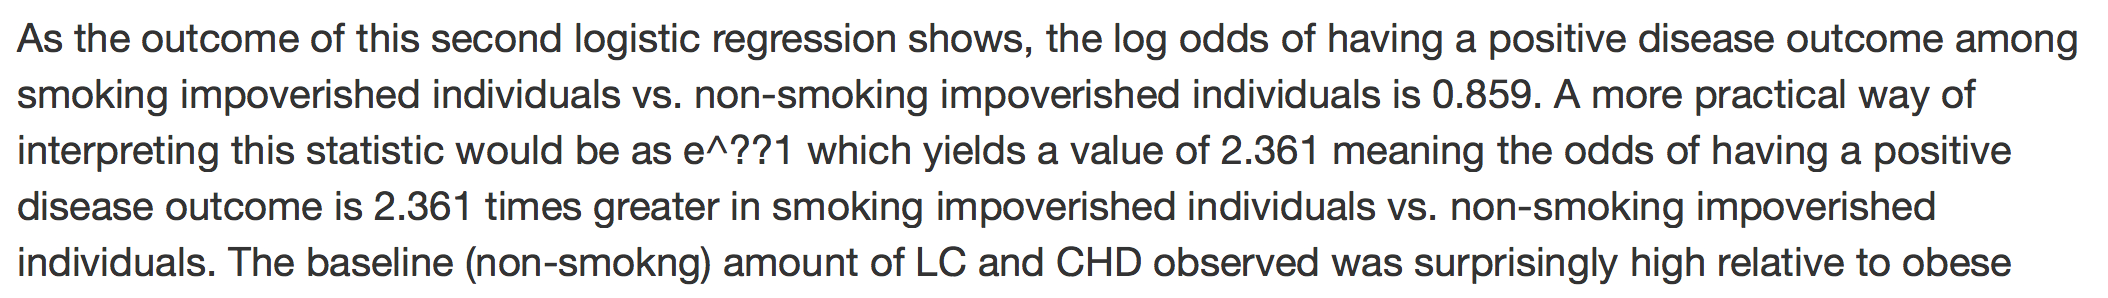 As the outcome of this second logistic regression shows, the log odds of having a positive disease outcome among
smoking impoverished individuals vs. non-smoking impoverished individuals is 0.859. A more practical way of
interpreting this statistic would be as e^??1 which yields a value of 2.361 meaning the odds of having a positive
disease outcome is 2.361 times greater in smoking impoverished individuals vs. non-smoking impoverished
individuals. The baseline (non-smokng) amount of LC and CHD observed was surprisingly high relative to obese